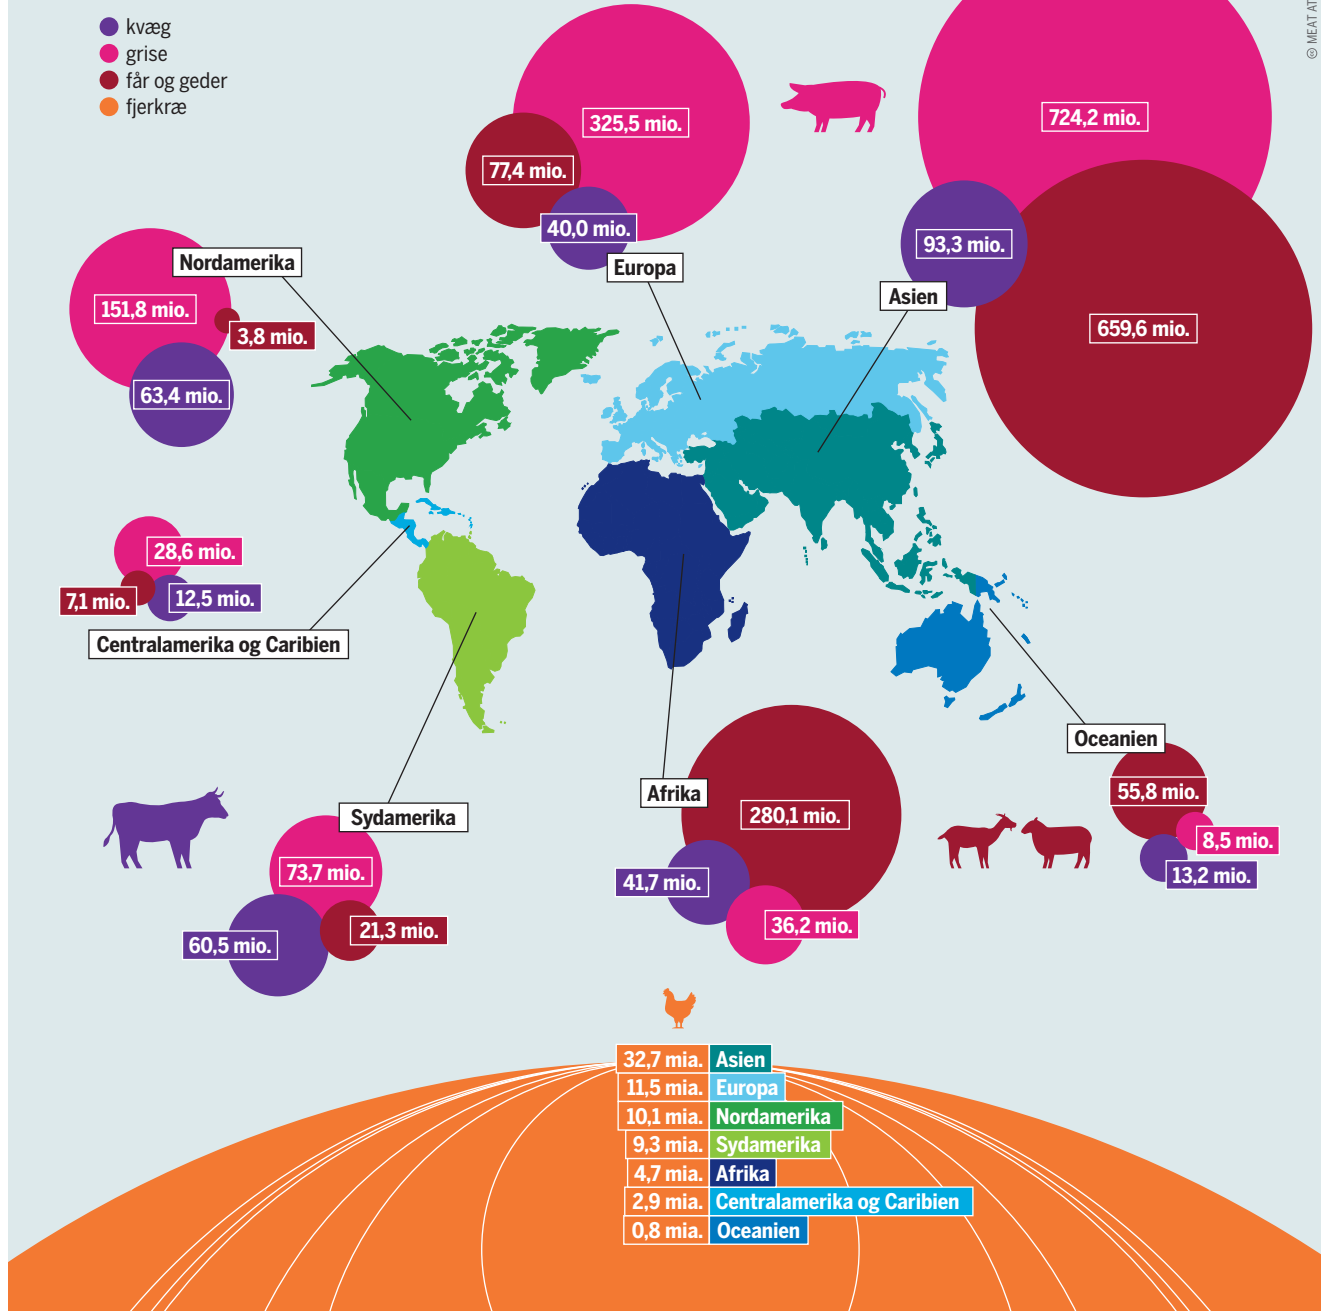 kvæg
grise
får og geder
fjerkræ
© MEAT AT
325,5 mio.
77,4 mio.
40,0 mio.
Europa
724,2 mio.
93,3 mio.
659,6 mio.
Asien
Nordamerika
151,8 mio.
3,8 mio.
63,4 mio.
28,6 mio.
7,1 mio.
12,5 mio.
Centralamerika og Caribien
Sydamerika
73,7 mio.
60,5 mio.
21,3 mio.
Afrika
280,1 mio.
41,7 mio.
36,2 mio.
Oceanien
55,8 mio.
8,5 mio.
13,2 mio.
32,7 mia. Asien
11,5 mia. Europa
10,1 mia. Nordamerika
9,3 mia. Sydamerika
4,7 mia. Afrika
2,9 mia. Centralamerika og Caribien
0,8 mia. Oceanien